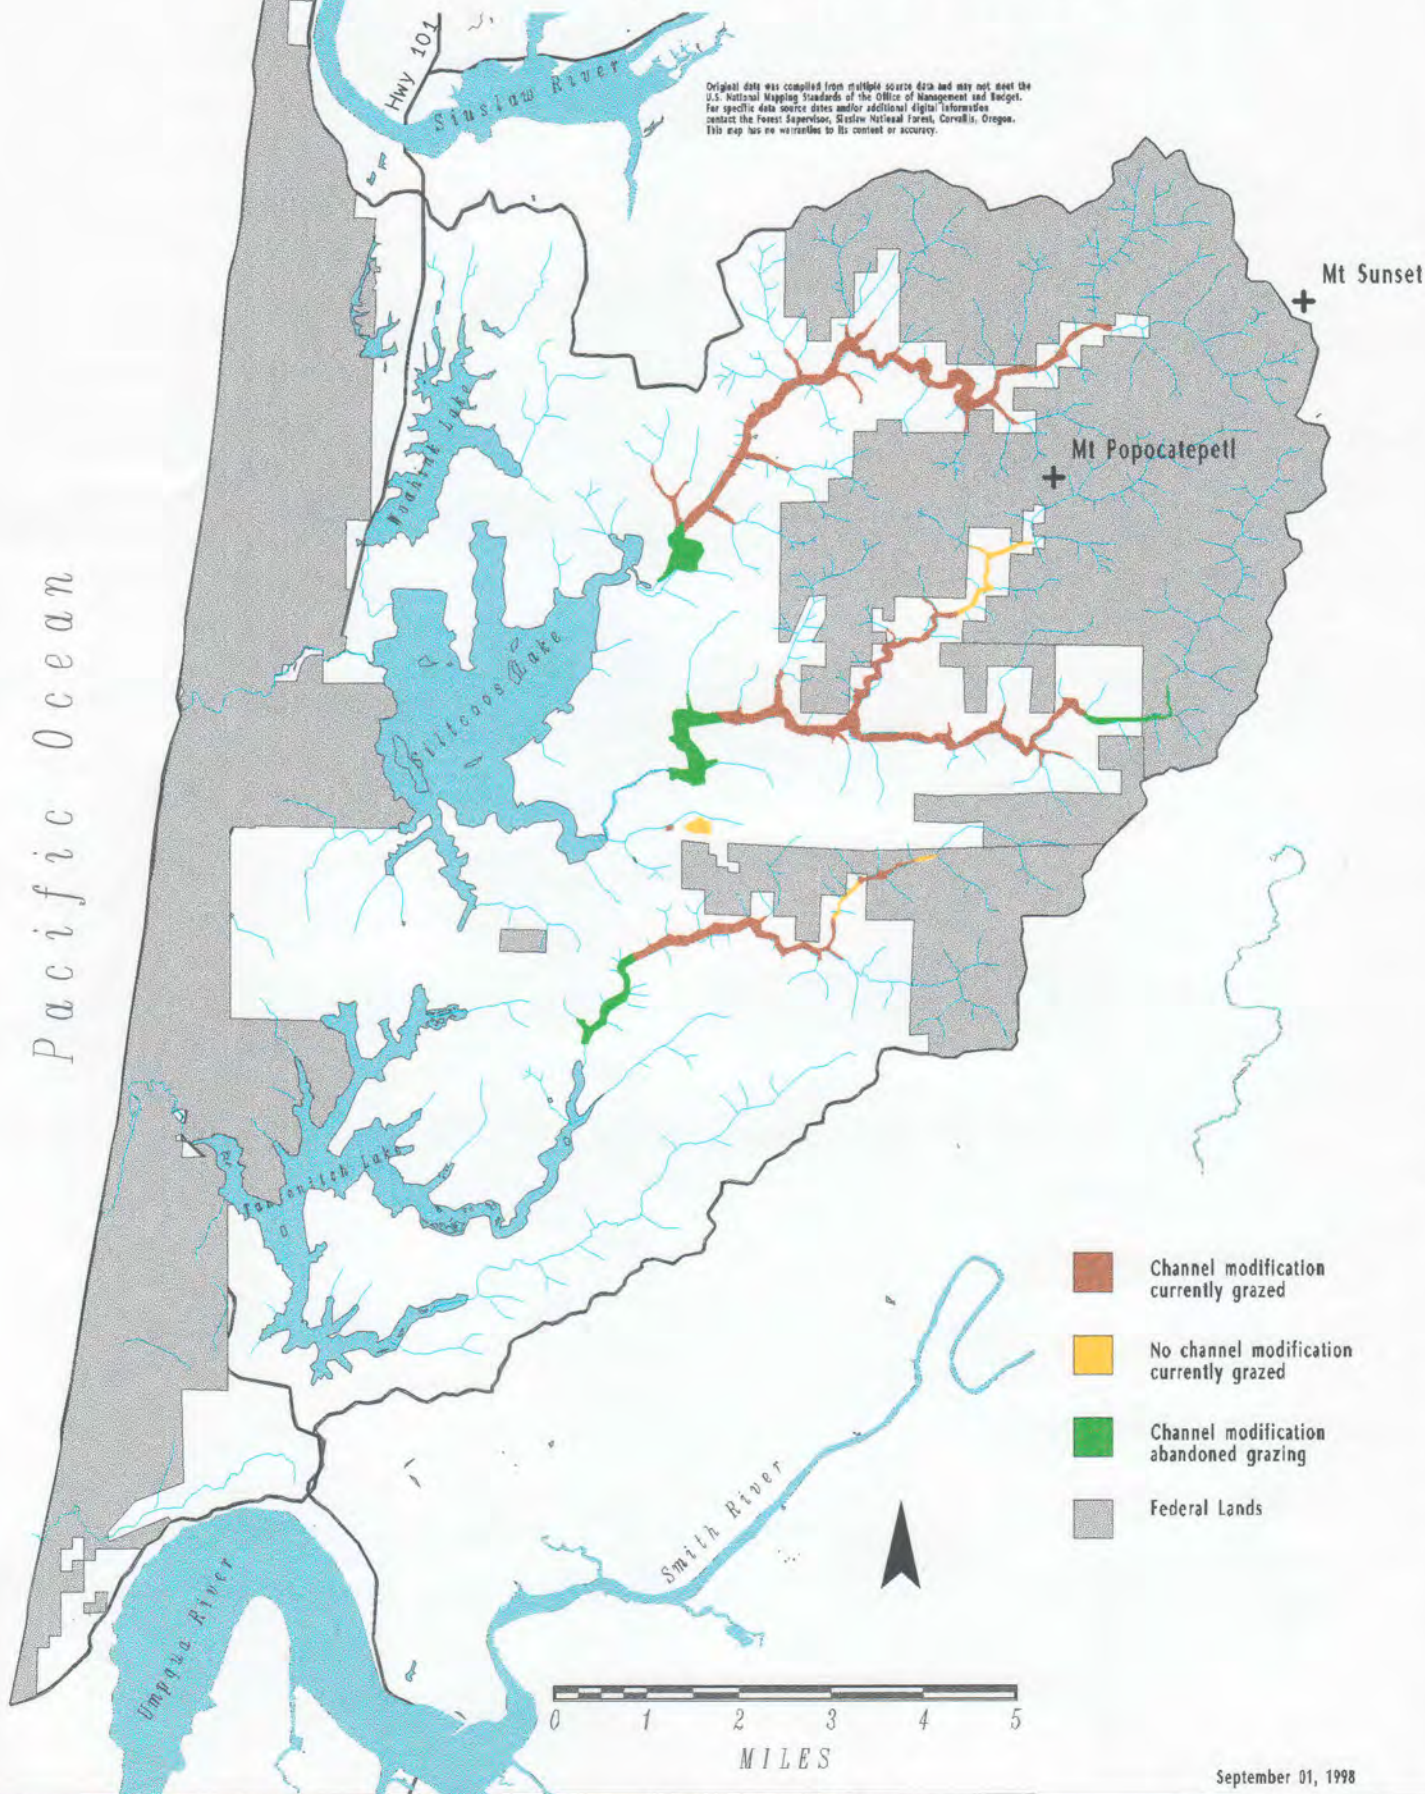 Hwy 101
Siuslaw River
Original data was compiled from multiple source data and may not meet the
U.S. National Mapping Standards of the Office of Management and Budget.
For specific data source dates and/or additional digital information
contact the Forest Supervisor, Siuslaw National Forest, Corvallis, Oregon.
This map has no warranties to its content or accuracy.
Mt Sunset
Woahink Lake
Mt Popocatepetl
Pacific Ocean
Siltcoos Lake
Tahkenitch Lake
Channel modification
currently grazed
No channel modification
currently grazed
Channel modification
abandoned grazing
Federal Lands
Smith River
Umpqua River
0 1 2 3 4 5
MILES
September 01, 1998